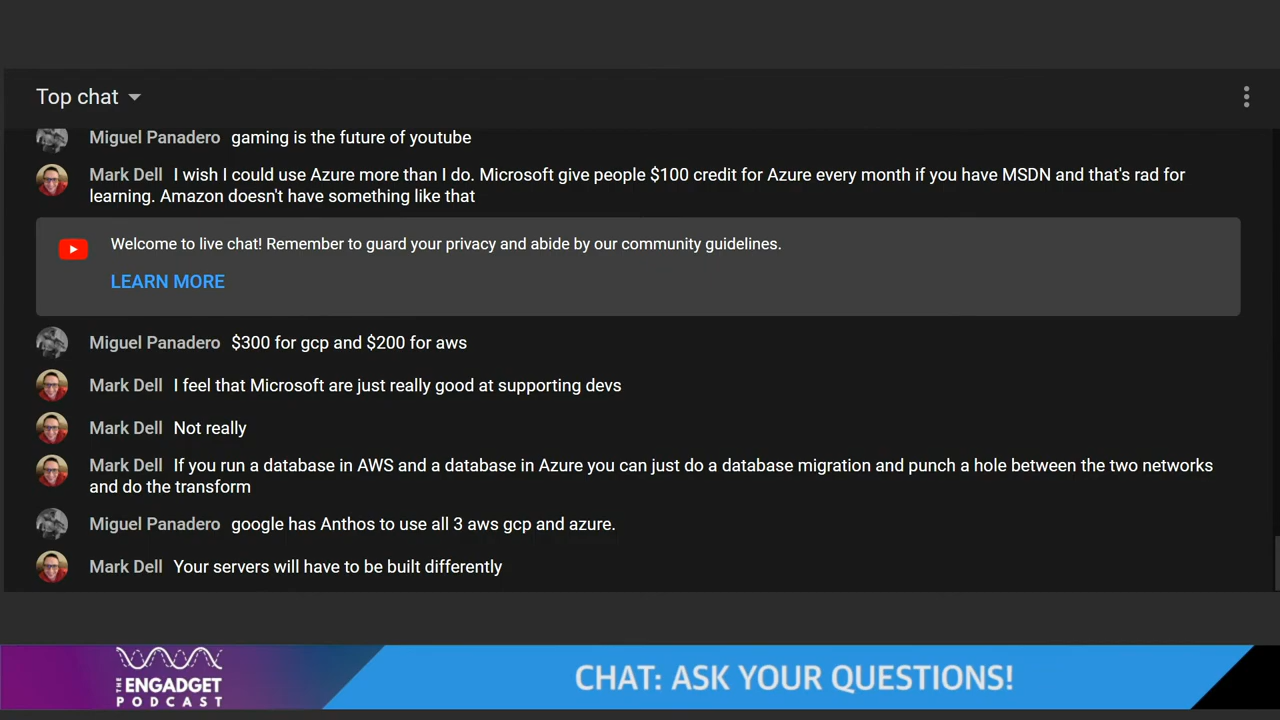 Top chat
Miguel Panadero gaming is the future of youtube
Mark Dell I wish I could use Azure more than I do. Microsoft give people $100 credit for Azure every month if you have MSDN and that's rad for
learning. Amazon doesn't have something like that
Welcome to live chat! Remember to guard your privacy and abide by our community guidelines.
LEARN MORE
Miguel Panadero $300 for gcp and $200 for aws
Mark Dell I feel that Microsoft are just really good at supporting devs
Mark Dell Not really
Mark Dell If you run a database in AWS and a database in Azure you can just do a database migration and punch a hole between the two networks
and do the transform
Miguel Panadero google has Anthos to use all 3 aws gcp and azure.
Mark Dell Your servers will have to be built differently
THE ENGADGET PODCAST
CHAT: ASK YOUR QUESTIONS!